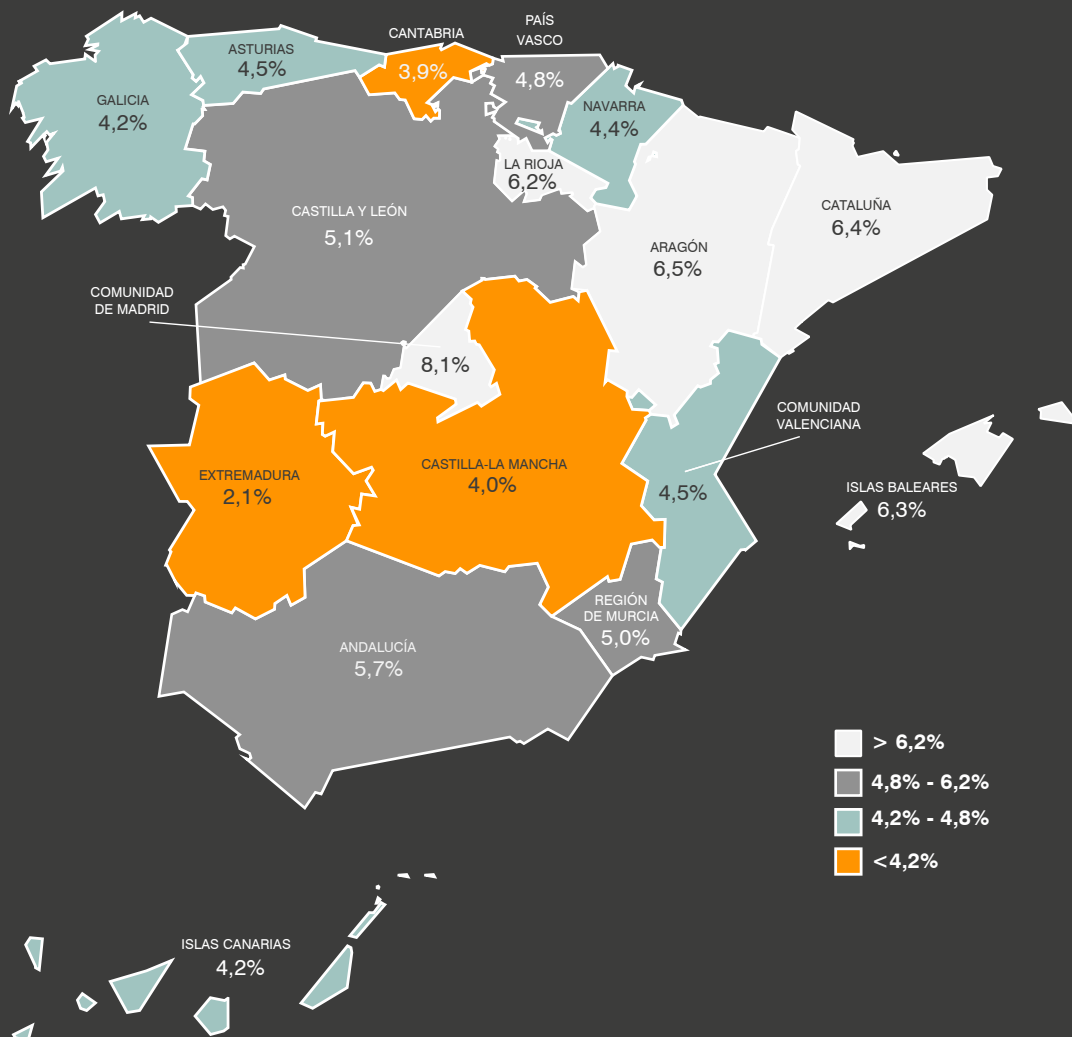 PAÍS
VASCO
4,8%
CANTABRIA
3,9%
ASTURIAS
4,5%
GALICIA
4,2%
NAVARRA
4,4%
LA RIOJA
6,2%
CASTILLA Y LEÓN
5,1%
ARAGÓN
6,5%
CATALUÑA
6,4%
COMUNIDAD
DE MADRID
8,1%
COMUNIDAD
VALENCIANA
4,5%
EXTREMADURA
2,1%
CASTILLA-LA MANCHA
4,0%
ISLAS BALEARES
6,3%
REGIÓN
DE MURCIA
5,0%
ANDALUCÍA
5,7%
> 6,2%
4,8% - 6,2%
4,2% - 4,8%
<4,2%
ISLAS CANARIAS
4,2%